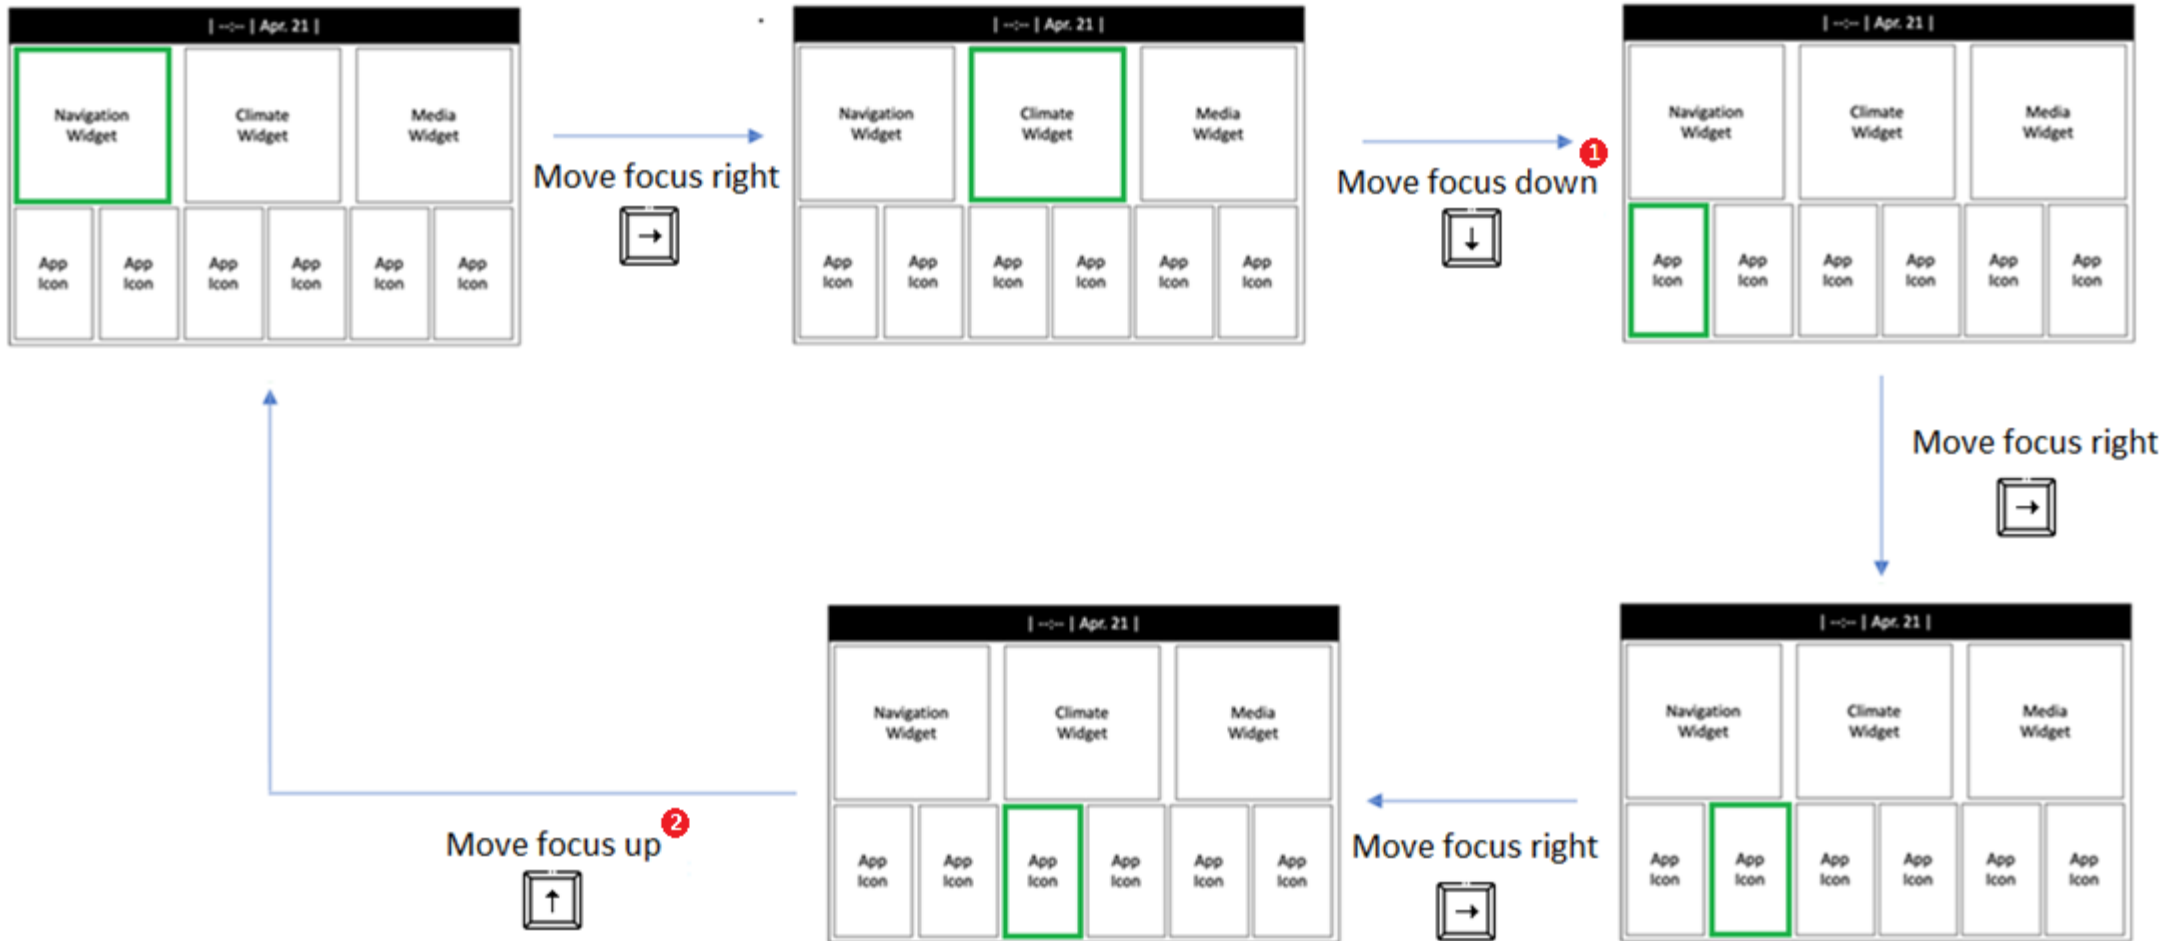 | --:-- | Apr. 21 |
Navigation
Widget
Climate
Widget
Media
Widget
App
Icon
App
Icon
App
Icon
App
Icon
App
Icon
App
Icon
Move focus right
→
| --:-- | Apr. 21 |
Navigation
Widget
Climate
Widget
Media
Widget
App
Icon
App
Icon
App
Icon
App
Icon
App
Icon
App
Icon
1
Move focus down
↓
| --:-- | Apr. 21 |
Navigation
Widget
Climate
Widget
Media
Widget
App
Icon
App
Icon
App
Icon
App
Icon
App
Icon
App
Icon
Move focus right
→
| --:-- | Apr. 21 |
Navigation
Widget
Climate
Widget
Media
Widget
App
Icon
App
Icon
App
Icon
App
Icon
App
Icon
App
Icon
Move focus right
→
| --:-- | Apr. 21 |
Navigation
Widget
Climate
Widget
Media
Widget
App
Icon
App
Icon
App
Icon
App
Icon
App
Icon
App
Icon
2
Move focus up
↑